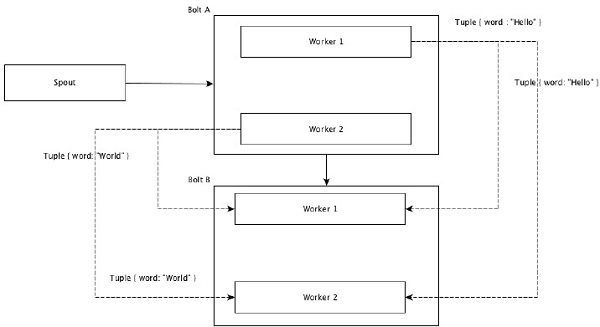 Bolt A
Tuple { word : "Hello" }
Worker 1
Spout
Tuple { word: "Hello" }
Worker 2
Tuple { word: "World" }
Bolt B
Worker 1
Tuple { word: "World" }
Worker 2